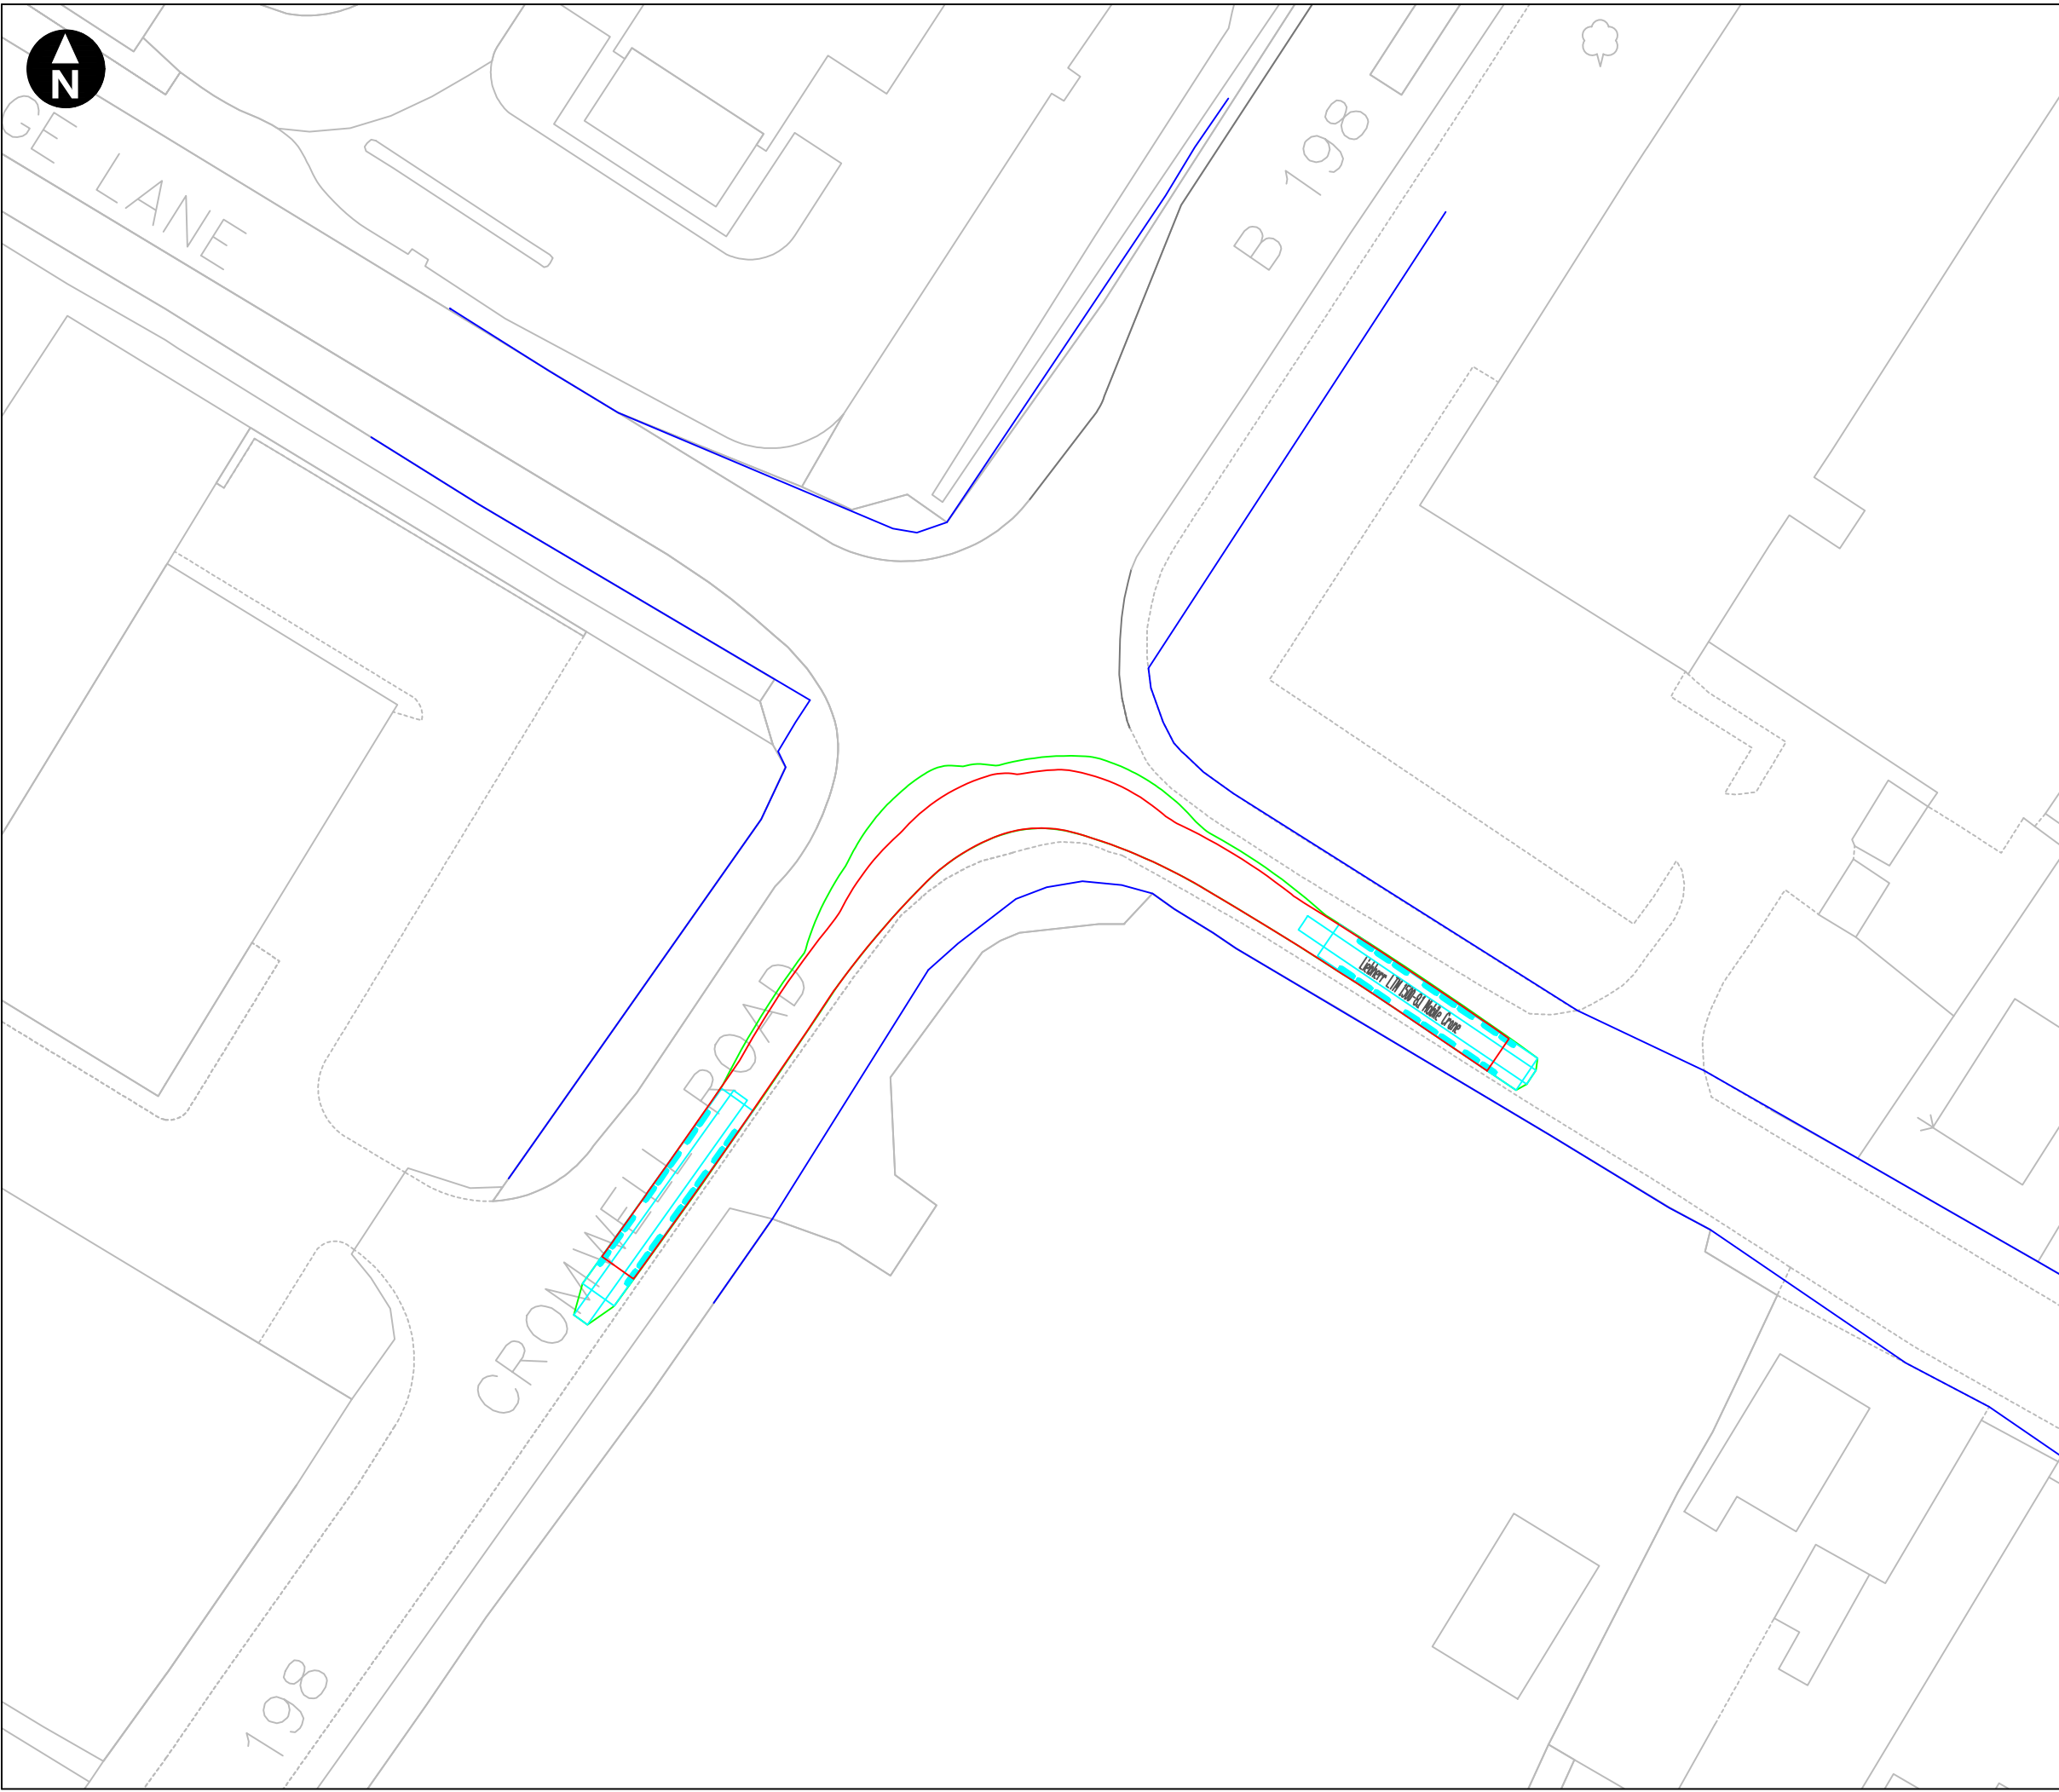 N
GE LANE
B 198
Liebherr LTM 1500-8.1 Mobile Crane
CROMWELL ROAD
198